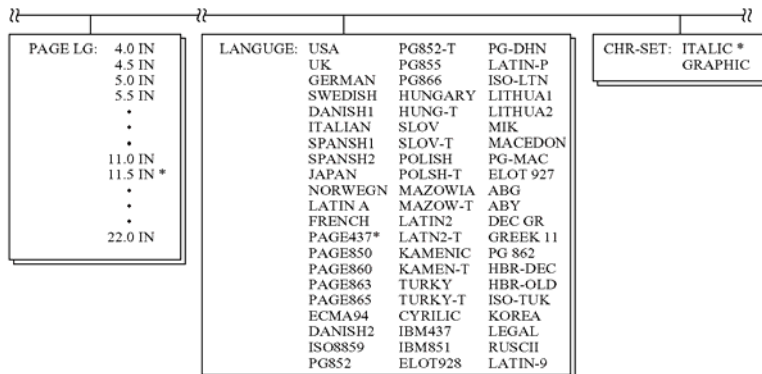 PAGE LG: 4.0 IN
4.5 IN
5.0 IN
5.5 IN
•
•
•
11.0 IN
11.5 IN *
•
•
•
22.0 IN
LANGUGE: USA PG852-T PG-DHN
UK PG855 LATIN-P
GERMAN PG866 ISO-LTN
SWEDISH HUNGARY LITHUA1
DANISH1 HUNG-T LITHUA2
ITALIAN SLOV MIK
SPANSH1 SLOV-T MACEDON
SPANSH2 POLISH PG-MAC
JAPAN POLSH-T ELOT 927
NORWEGN MAZOWIA ABG
LATIN A MAZOW-T ABY
FRENCH LATIN2 DEC GR
PAGE437* LATN2-T GREEK 11
PAGE850 KAMENIC PG 862
PAGE860 KAMEN-T HBR-DEC
PAGE863 TURKY HBR-OLD
PAGE865 TURKY-T ISO-TUK
ECMA94 CYRILIC KOREA
DANISH2 IBM437 LEGAL
ISO8859 IBM851 RUSCII
PG852 ELOT928 LATIN-9
CHR-SET: ITALIC *
GRAPHIC